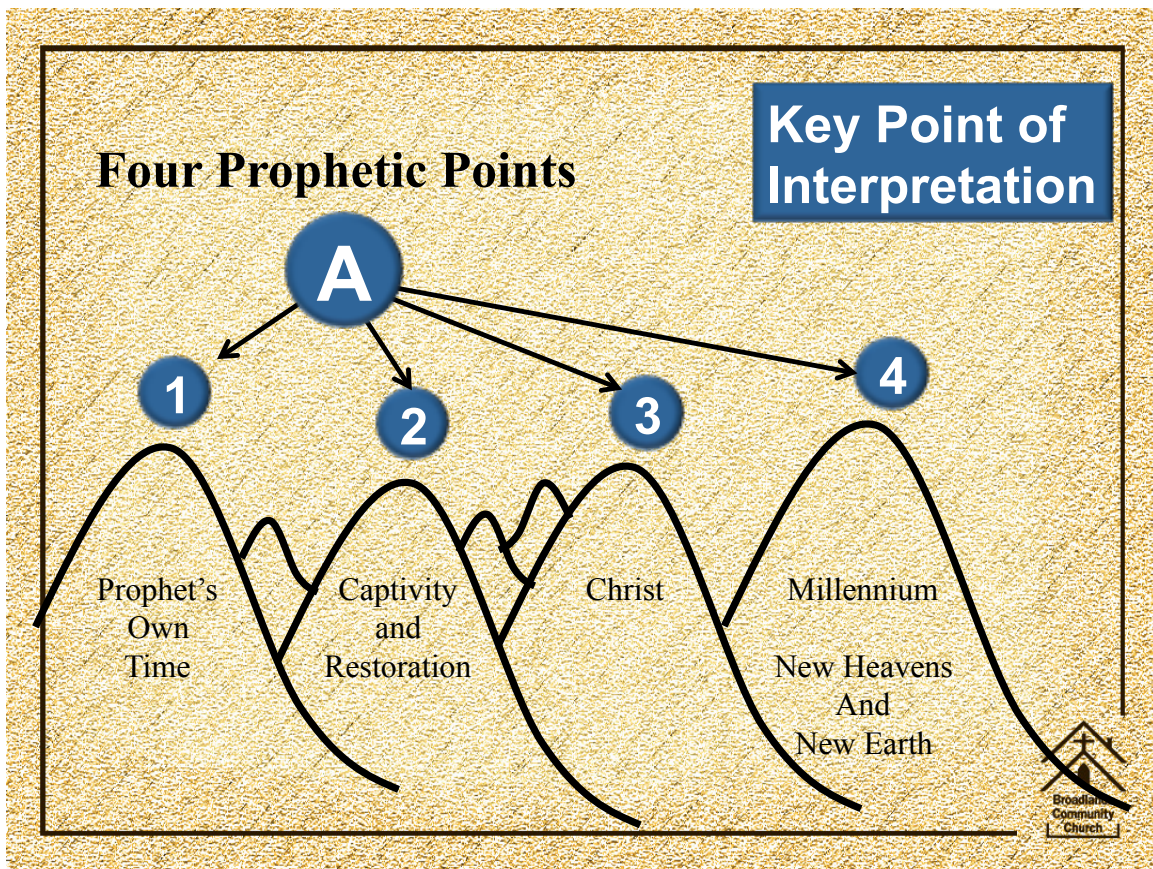 Key Point of
Interpretation
Four Prophetic Points
A
1
2
3
4
Prophet’s
Own
Time
Captivity
and
Restoration
Christ
Millennium
New Heavens
And
New Earth
Community
Church